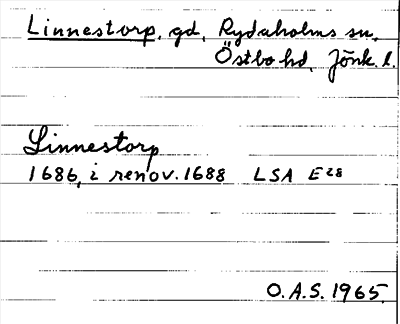 Linnestorp, gd, Rydaholms sn,
Östbo hd, Jönk. l.
Linnestorp
1686, i renov. 1688 LSA E28
O.A.S. 1965